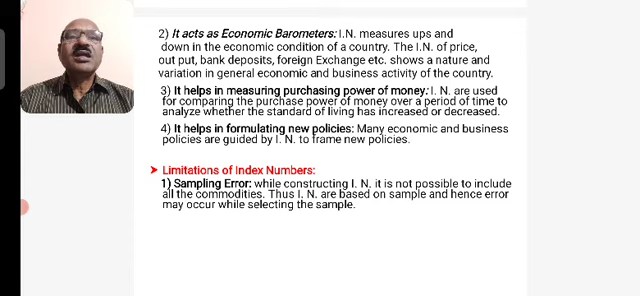 2) It acts as Economic Barometers: I.N. measures ups and
down in the economic condition of a country. The I.N. of price,
out put, bank deposits, foreign Exchange etc. shows a nature and
variation in general economic and business activity of the country.
3) It helps in measuring purchasing power of money: I. N. are used
for comparing the purchase power of money over a period of time to
analyze whether the standard of living has increased or decreased.
4) It helps in formulating new policies: Many economic and business
policies are guided by I. N. to frame new policies.
➤ Limitations of Index Numbers:
1) Sampling Error: while constructing I. N. it is not possible to include
all the commodities. Thus I. N. are based on sample and hence error
may occur while selecting the sample.